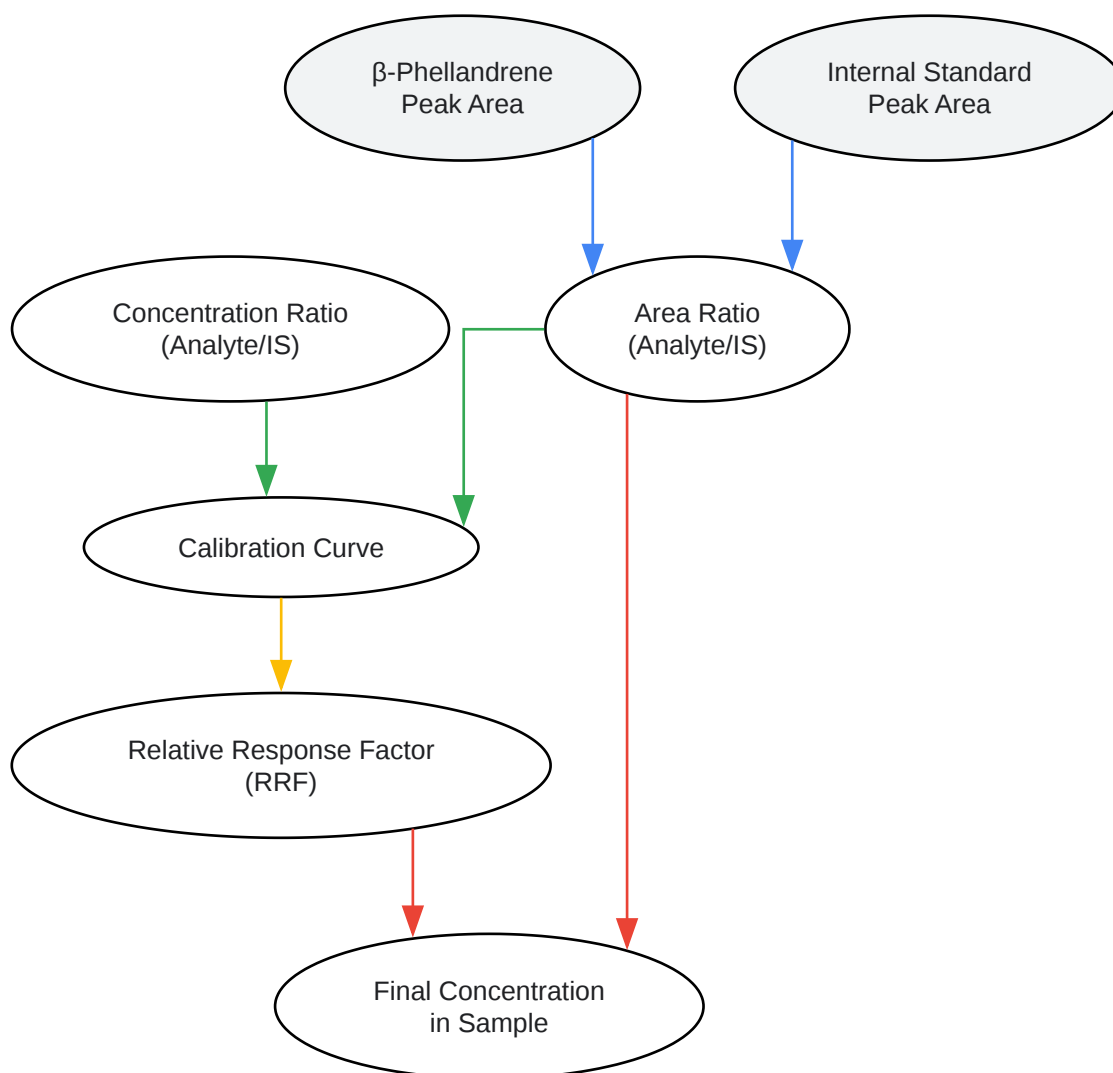 β-Phellandrene
Peak Area
Internal Standard
Peak Area
Concentration Ratio
(Analyte/IS)
Area Ratio
(Analyte/IS)
Calibration Curve
Relative Response Factor
(RRF)
Final Concentration
in Sample